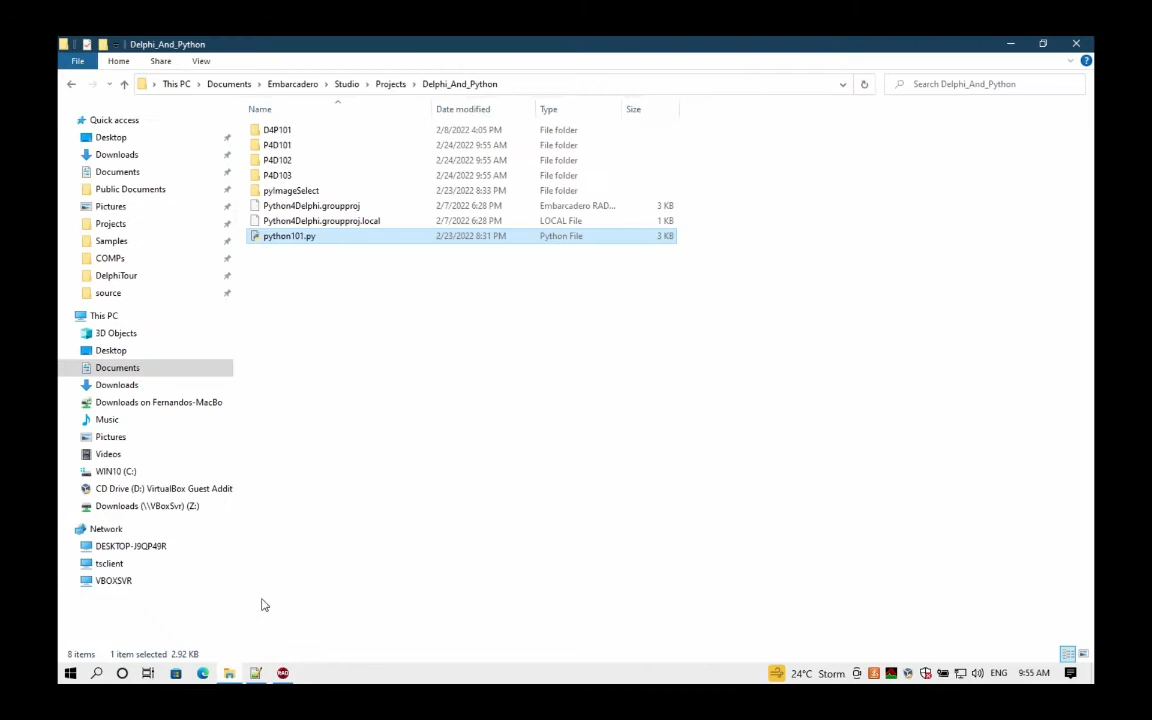 Delphi_And_Python
File Home Share View
This PC Documents Embarcadero Studio Projects Delphi_And_Python Search Delphi_And_Python
Name Date modified Type Size
Quick access
Desktop
Downloads
Documents
Public Documents
Pictures
Projects
Samples
COMPs
DelphiTour
source
This PC
3D Objects
Desktop
Documents
Downloads
Downloads on Fernandos-MacBo
Music
Pictures
Videos
WIN10 (C:)
CD Drive (D:) VirtualBox Guest Addit
Downloads (\\VBoxSvr) (Z:)
Network
DESKTOP-J9QP49R
tsclient
VBOXSVR
D4P101 2/8/2022 4:05 PM File folder
P4D101 2/24/2022 9:55 AM File folder
P4D102 2/24/2022 9:55 AM File folder
P4D103 2/24/2022 9:55 AM File folder
pyImageSelect 2/23/2022 8:33 PM File folder
Python4Delphi.groupproj 2/7/2022 6:28 PM Embarcadero RAD... 3 KB
Python4Delphi.groupproj.local 2/7/2022 6:28 PM LOCAL File 1 KB
python101.py 2/23/2022 8:31 PM Python File 3 KB
8 items 1 item selected 2.92 KB
RAD 24°C Storm ENG 9:55 AM